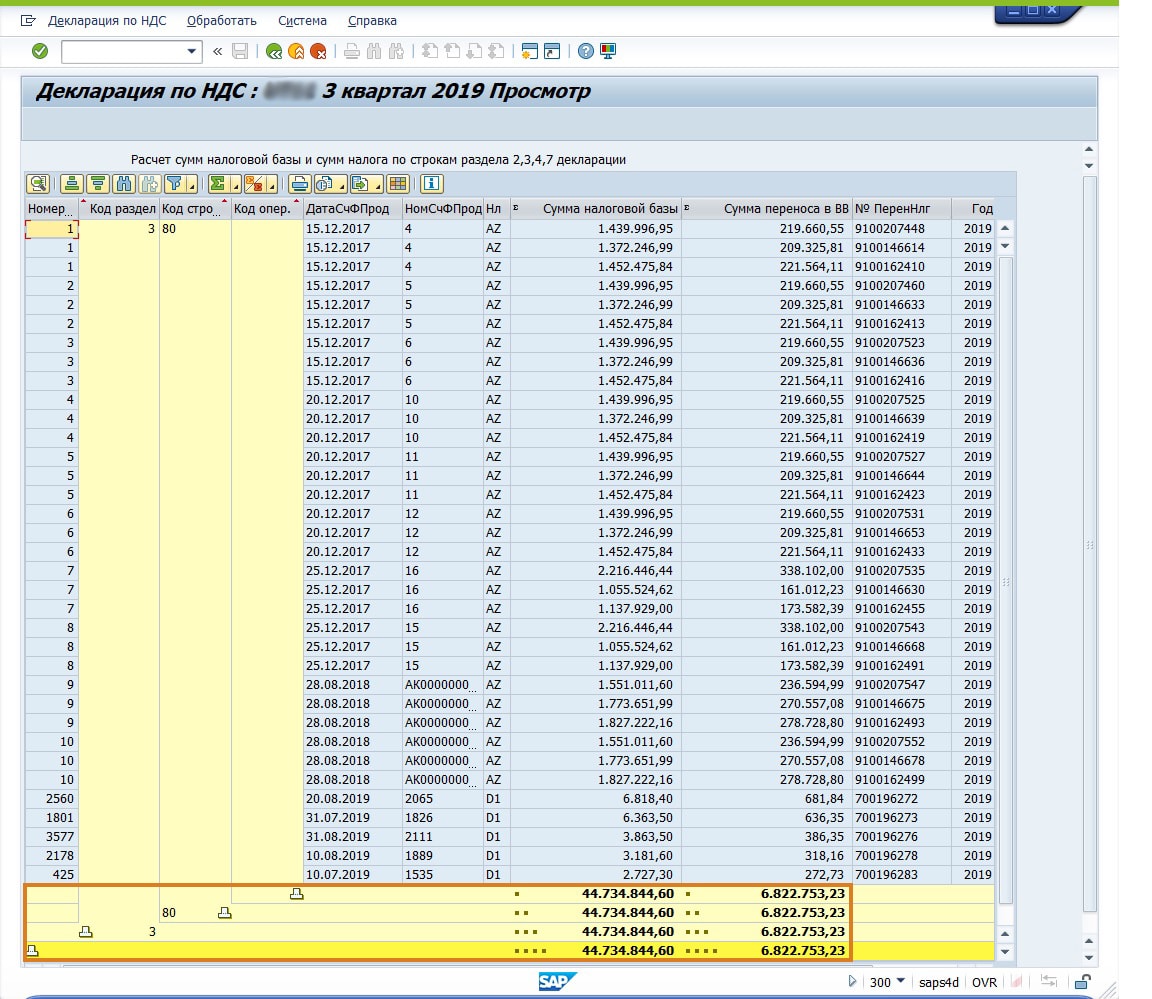 Декларация по НДС Обработать Система Справка
«
Декларация по НДС : 3 квартал 2019 Просмотр
Расчет сумм налоговой базы и сумм налога по строкам раздела 2,3,4,7 декларации
Номер... Код раздел Код стро... Код опер. ДатаСчФПрод НомСчФПрод Нл Σ Сумма налоговой базы Σ Сумма переноса в ВВ № ПеренНлг Год
1 3 80 15.12.2017 4 AZ 1.439.996,95 219.660,55 9100207448 2019
1 15.12.2017 4 AZ 1.372.246,99 209.325,81 9100146614 2019
1 15.12.2017 4 AZ 1.452.475,84 221.564,11 9100162410 2019
2 15.12.2017 5 AZ 1.439.996,95 219.660,55 9100207460 2019
2 15.12.2017 5 AZ 1.372.246,99 209.325,81 9100146633 2019
2 15.12.2017 5 AZ 1.452.475,84 221.564,11 9100162413 2019
3 15.12.2017 6 AZ 1.439.996,95 219.660,55 9100207523 2019
3 15.12.2017 6 AZ 1.372.246,99 209.325,81 9100146636 2019
3 15.12.2017 6 AZ 1.452.475,84 221.564,11 9100162416 2019
4 20.12.2017 10 AZ 1.439.996,95 219.660,55 9100207525 2019
4 20.12.2017 10 AZ 1.372.246,99 209.325,81 9100146639 2019
4 20.12.2017 10 AZ 1.452.475,84 221.564,11 9100162419 2019
5 20.12.2017 11 AZ 1.439.996,95 219.660,55 9100207527 2019
5 20.12.2017 11 AZ 1.372.246,99 209.325,81 9100146644 2019
5 20.12.2017 11 AZ 1.452.475,84 221.564,11 9100162423 2019
6 20.12.2017 12 AZ 1.439.996,95 219.660,55 9100207531 2019
6 20.12.2017 12 AZ 1.372.246,99 209.325,81 9100146653 2019
6 20.12.2017 12 AZ 1.452.475,84 221.564,11 9100162433 2019
7 25.12.2017 16 AZ 2.216.446,44 338.102,00 9100207535 2019
7 25.12.2017 16 AZ 1.055.524,62 161.012,23 9100146630 2019
7 25.12.2017 16 AZ 1.137.929,00 173.582,39 9100162455 2019
8 25.12.2017 15 AZ 2.216.446,44 338.102,00 9100207543 2019
8 25.12.2017 15 AZ 1.055.524,62 161.012,23 9100146668 2019
8 25.12.2017 15 AZ 1.137.929,00 173.582,39 9100162491 2019
9 28.08.2018 АК0000000... AZ 1.551.011,60 236.594,99 9100207547 2019
9 28.08.2018 АК0000000... AZ 1.773.651,99 270.557,08 9100146675 2019
9 28.08.2018 АК0000000... AZ 1.827.222,16 278.728,80 9100162493 2019
10 28.08.2018 АК0000000... AZ 1.551.011,60 236.594,99 9100207552 2019
10 28.08.2018 АК0000000... AZ 1.773.651,99 270.557,08 9100146678 2019
10 28.08.2018 АК0000000... AZ 1.827.222,16 278.728,80 9100162499 2019
2560 20.08.2019 2065 D1 6.818,40 681,84 700196272 2019
1801 31.07.2019 1826 D1 6.363,50 636,35 700196273 2019
3577 31.08.2019 2111 D1 3.863,50 386,35 700196276 2019
2178 10.08.2019 1889 D1 3.181,60 318,16 700196278 2019
425 10.07.2019 1535 D1 2.727,30 272,73 700196283 2019
44.734.844,60 6.822.753,23
80 44.734.844,60 6.822.753,23
3 44.734.844,60 6.822.753,23
44.734.844,60 6.822.753,23
SAP 300 saps4d OVR